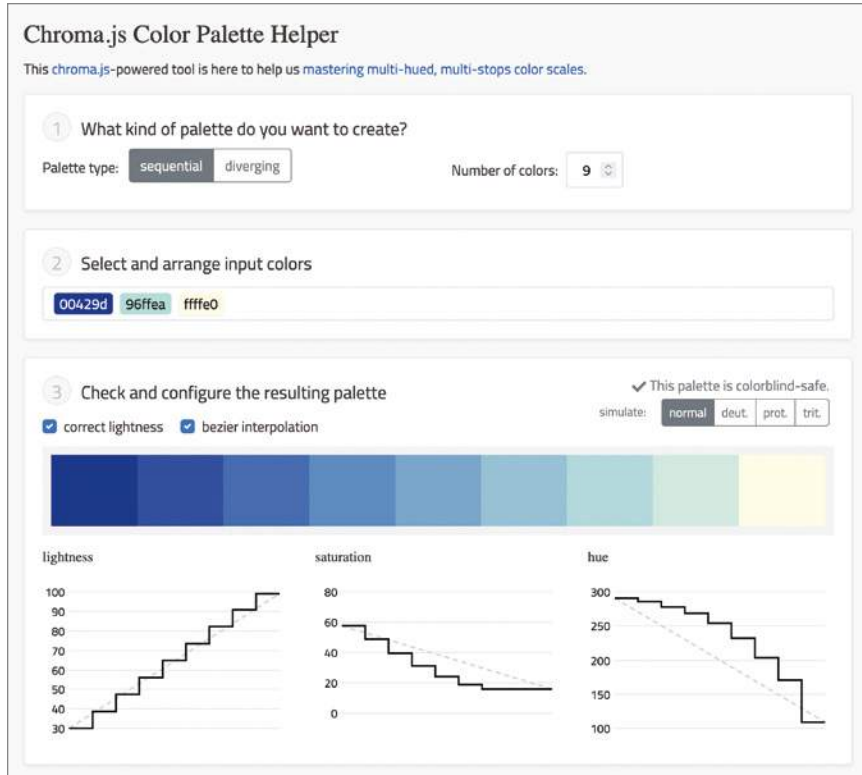 Chroma.js Color Palette Helper
This chroma.js-powered tool is here to help us mastering multi-hued, multi-stops color scales.
1 What kind of palette do you want to create?
Palette type: sequential diverging Number of colors: 9
2 Select and arrange input colors
00429d 96ffea ffffe0
3 Check and configure the resulting palette
✓ This palette is colorblind-safe.
simulate: normal deut. prot. trit.
correct lightness bezier interpolation
lightness saturation hue
100
90
80
70
60
50
40
30
80
60
40
20
0
300
250
200
150
100